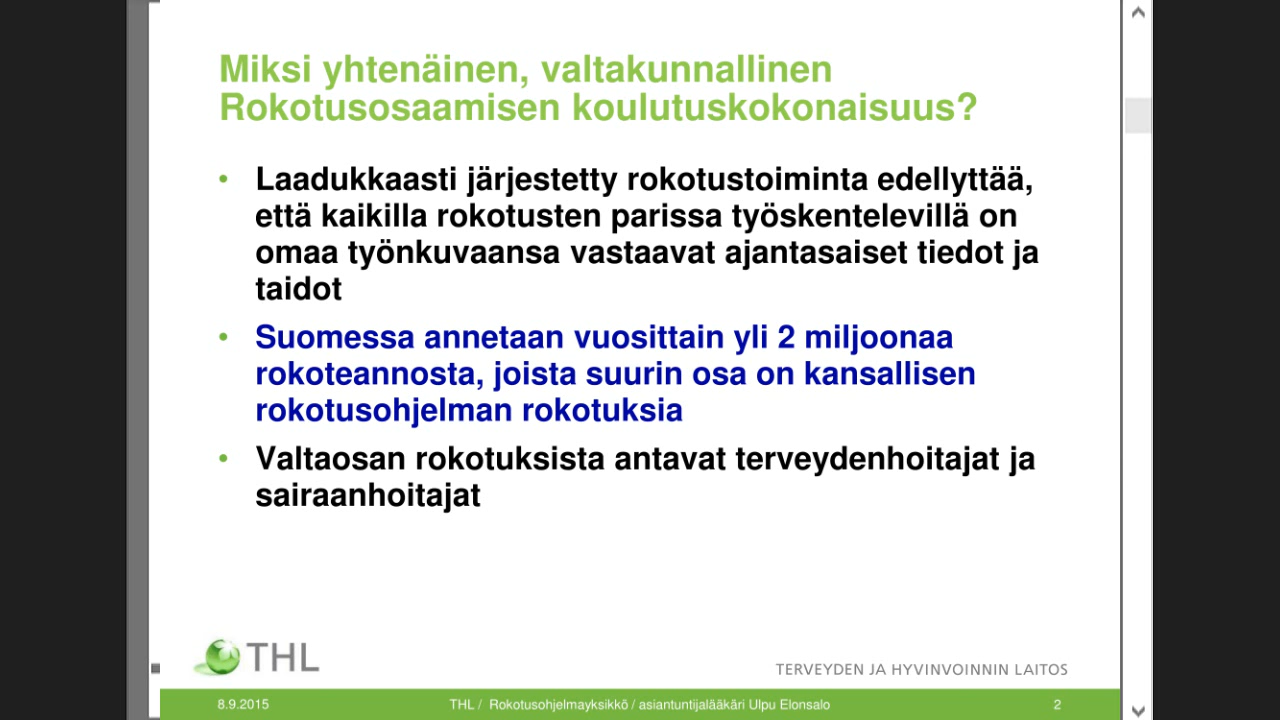 Miksi yhtenäinen, valtakunnallinen
Rokotusosaamisen koulutuskokonaisuus?
• Laadukkaasti järjestetty rokotustoiminta edellyttää,
että kaikilla rokotusten parissa työskentelevillä on
omaa työnkuvaansa vastaavat ajantasaiset tiedot ja
taidot
• Suomessa annetaan vuosittain yli 2 miljoonaa
rokoteannosta, joista suurin osa on kansallisen
rokotusohjelman rokotuksia
• Valtaosan rokotuksista antavat terveydenhoitajat ja
sairaanhoitajat
THL
TERVEYDEN JA HYVINVOINNIN LAITOS
8.9.2015 THL / Rokotusohjelmayksikkö / asiantuntijalääkäri Ulpu Elonsalo 2